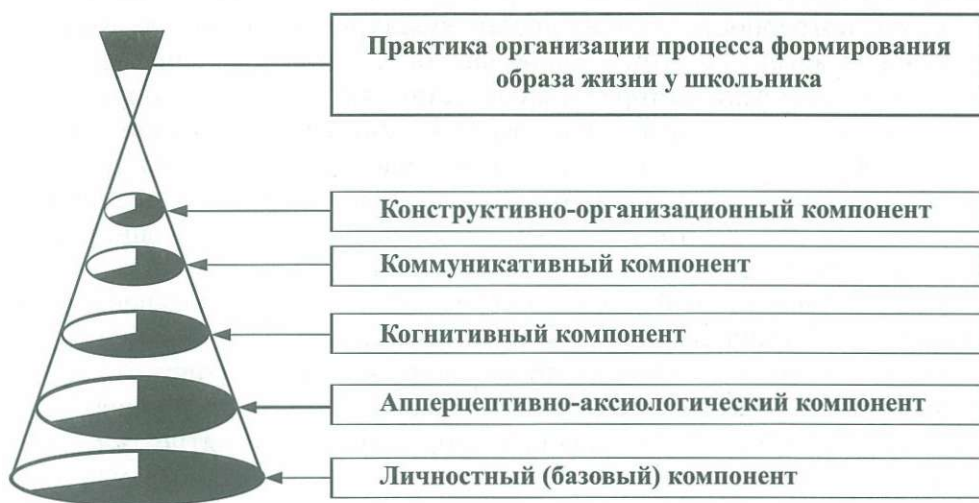 Практика организации процесса формирования
образа жизни у школьника
Конструктивно-организационный компонент
Коммуникативный компонент
Когнитивный компонент
Апперцептивно-аксиологический компонент
Личностный (базовый) компонент